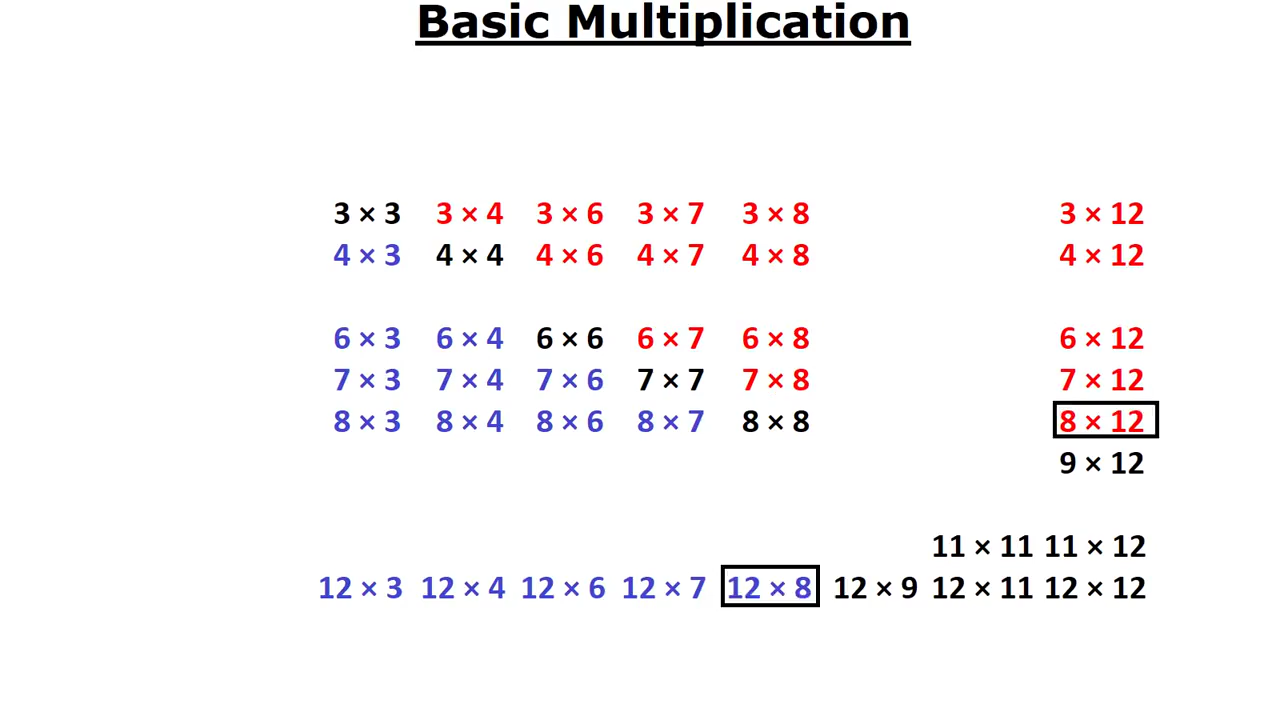 Basic Multiplication
3 × 3 3 × 4 3 × 6 3 × 7 3 × 8 3 × 12
4 × 3 4 × 4 4 × 6 4 × 7 4 × 8 4 × 12
6 × 3 6 × 4 6 × 6 6 × 7 6 × 8 6 × 12
7 × 3 7 × 4 7 × 6 7 × 7 7 × 8 7 × 12
8 × 3 8 × 4 8 × 6 8 × 7 8 × 8 8 × 12
9 × 12
11 × 11 11 × 12
12 × 3 12 × 4 12 × 6 12 × 7 12 × 8 12 × 9 12 × 11 12 × 12